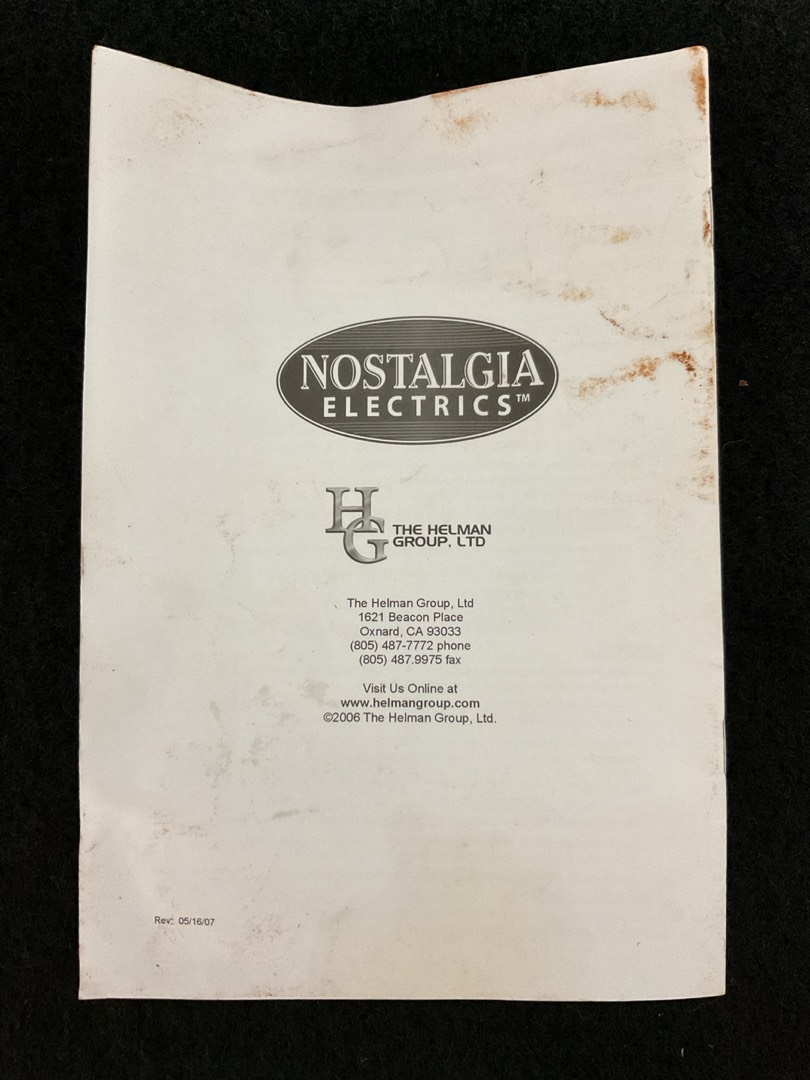 NOSTALGIA
ELECTRICS™
HG
THE HELMAN
GROUP, LTD
The Helman Group, Ltd
1621 Beacon Place
Oxnard, CA 93033
(805) 487-7772 phone
(805) 487.9975 fax
Visit Us Online at
www.helmangroup.com
©2006 The Helman Group, Ltd.
Rev: 05/16/07